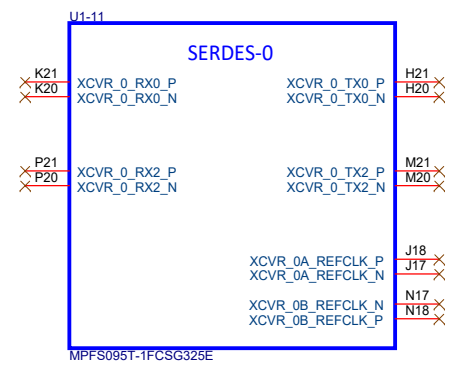 U1-11
SERDES-0
K21 XCVR_0_RX0_P XCVR_0_TX0_P H21
K20 XCVR_0_RX0_N XCVR_0_TX0_N H20
P21 XCVR_0_RX2_P XCVR_0_TX2_P M21
P20 XCVR_0_RX2_N XCVR_0_TX2_N M20
XCVR_0A_REFCLK_P J18
XCVR_0A_REFCLK_N J17
XCVR_0B_REFCLK_N N17
XCVR_0B_REFCLK_P N18
MPFS095T-1FCSG325E